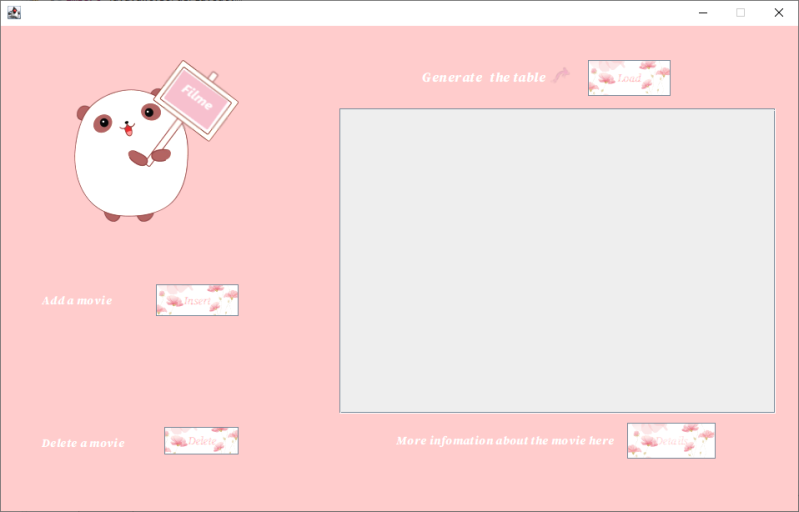 Filme
Generate the table
Load
Add a movie
Insert
Delete a movie
Delete
More infomation about the movie here
Details